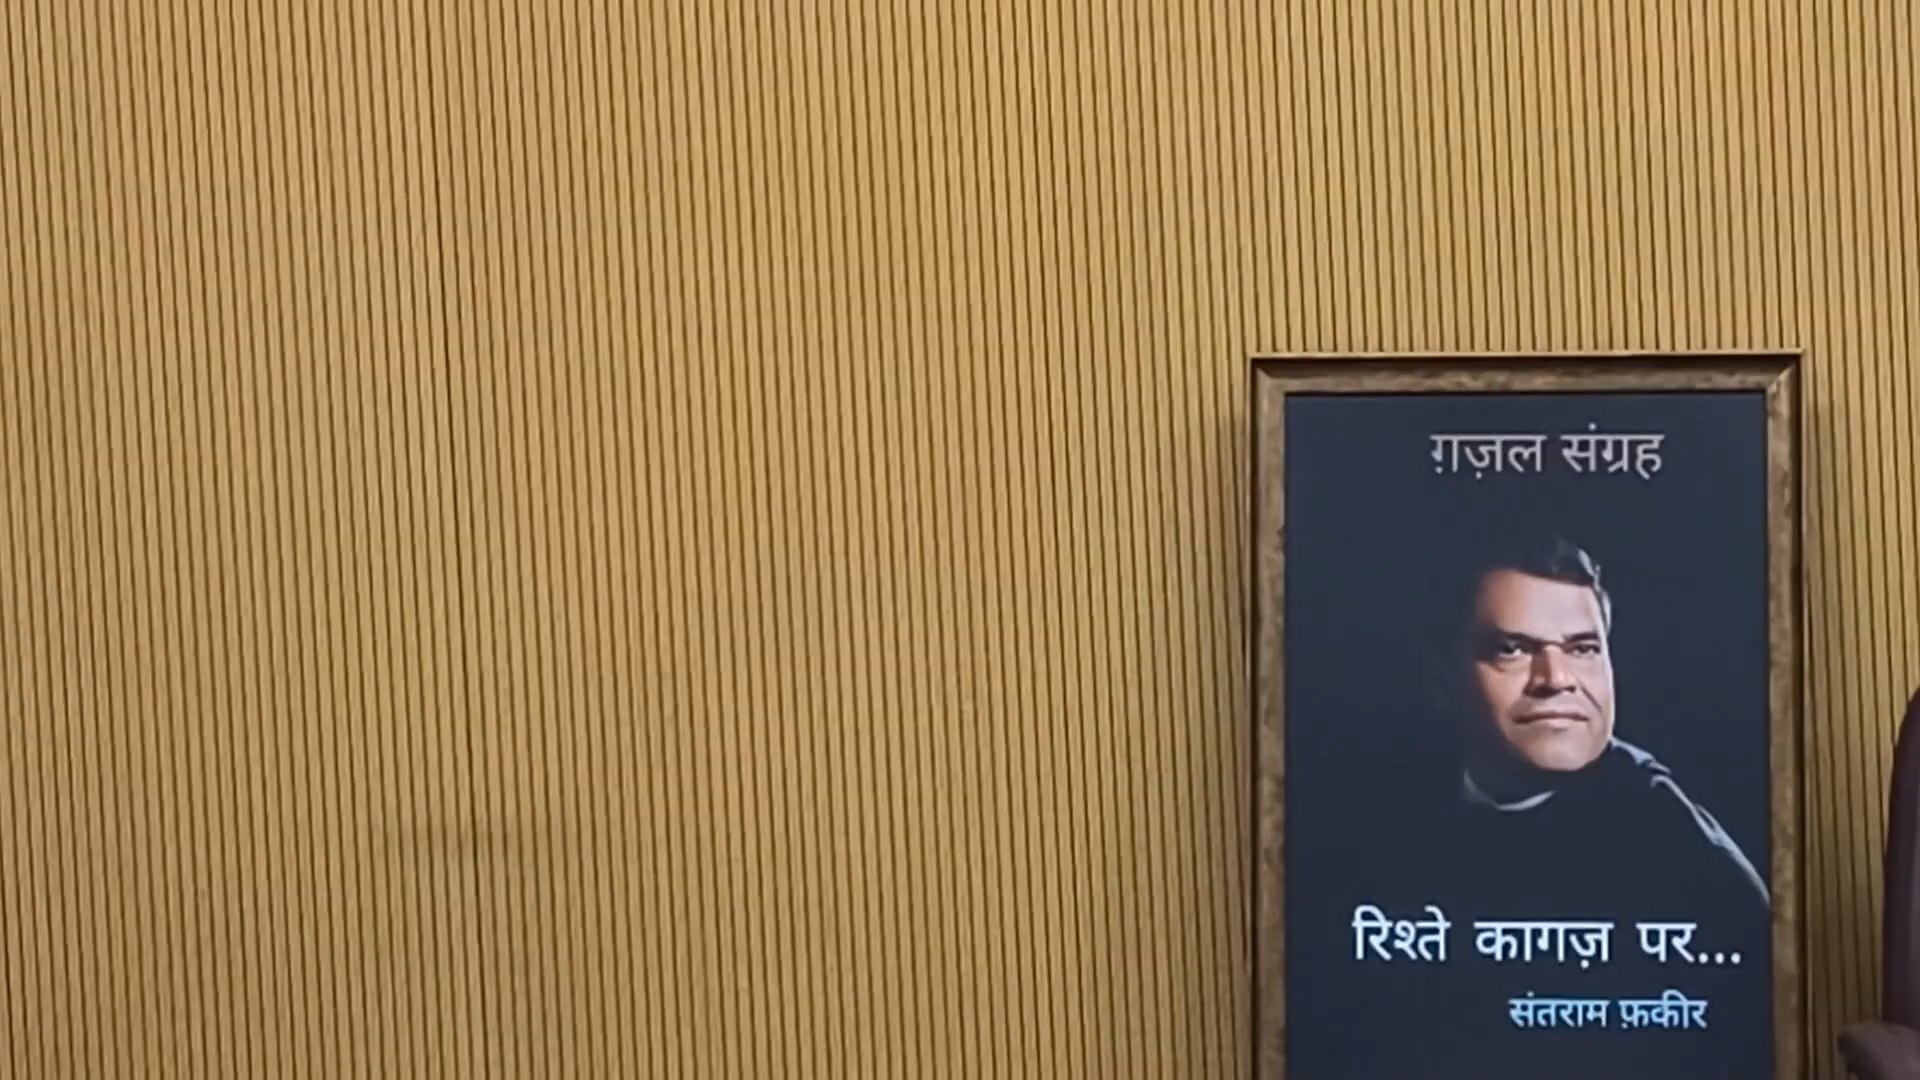 ग़ज़ल संग्रह
रिश्ते कागज़ पर...
संतराम फ़कीर